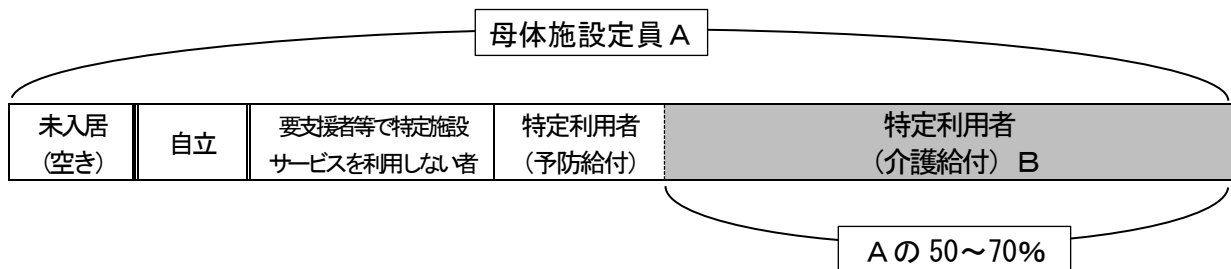 母体施設定員Ａ
未入居
(空き)
自立
要支援者等で特定施設
サービスを利用しない者
特定利用者
(予防給付)
特定利用者
(介護給付) Ｂ
Ａの 50～70%